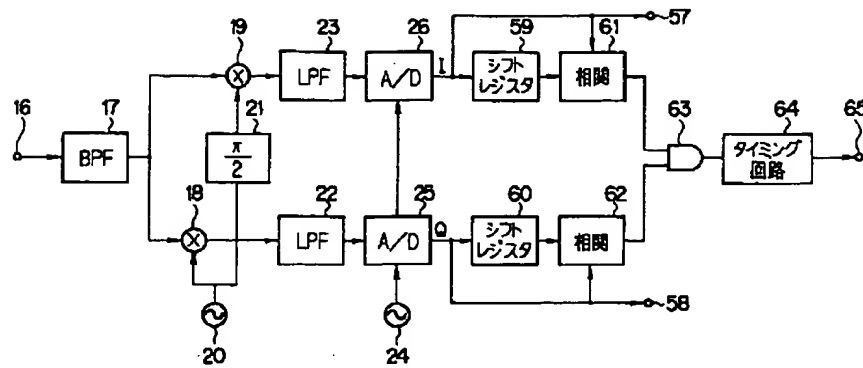 19
23
26
59
61
57
LPF
A/D
I
シフト
レジスタ
相関
16
17
21
63
64
65
BPF
π/2
タイミング
回路
18
22
25
60
62
LPF
A/D
Q
シフト
レジスタ
相関
58
20
24